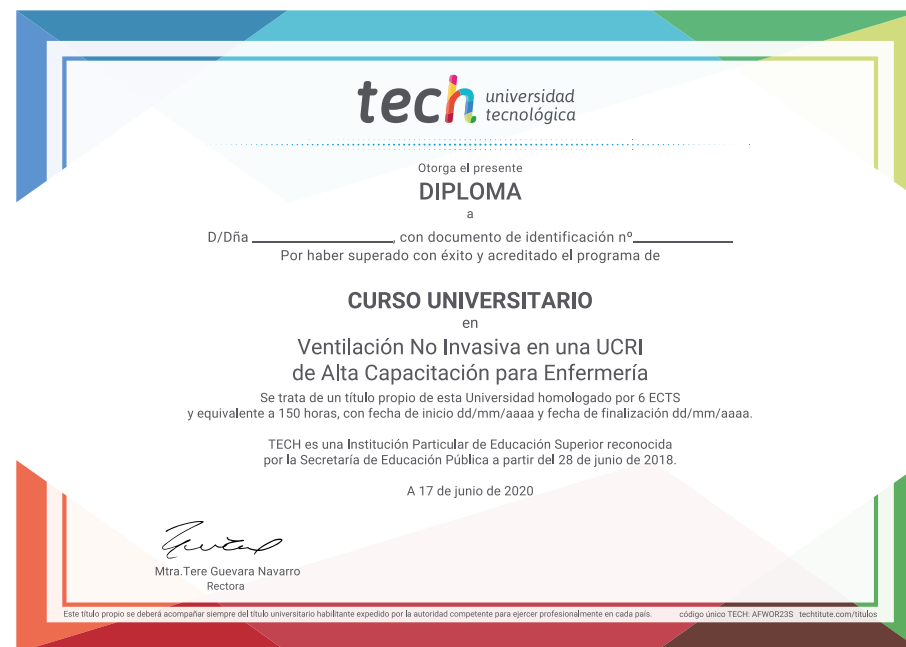 tech universidad
tecnológica
Otorga el presente
DIPLOMA
a
D/Dña ____________________, con documento de identificación nº______________
Por haber superado con éxito y acreditado el programa de
CURSO UNIVERSITARIO
en
Ventilación No Invasiva en una UCRI
de Alta Capacitación para Enfermería
Se trata de un título propio de esta Universidad homologado por 6 ECTS
y equivalente a 150 horas, con fecha de inicio dd/mm/aaaa y fecha de finalización dd/mm/aaaa.
TECH es una Institución Particular de Educación Superior reconocida
por la Secretaría de Educación Pública a partir del 28 de junio de 2018.
A 17 de junio de 2020
Mtra.Tere Guevara Navarro
Rectora
Este título propio se deberá acompañar siempre del título universitario habilitante expedido por la autoridad competente para ejercer profesionalmente en cada país. código único TECH: AFWOR23S techtitute.com/titulos